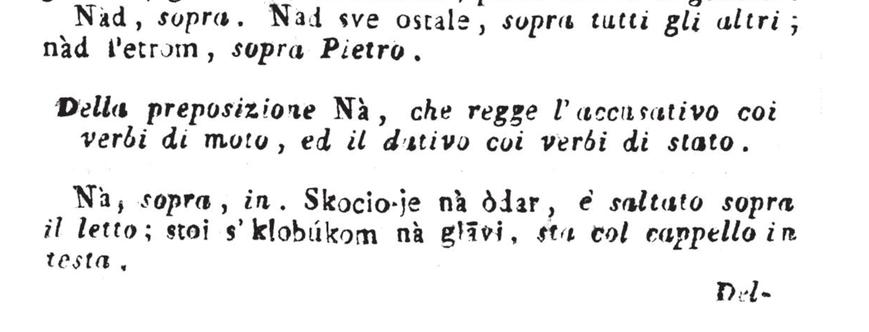 Nàd, sopra. Nad sve ostale, sopra tutti gli altri;
nàd Petrom, sopra Pietro.
Della preposizione Nà, che regge l'accusativo coi
verbi di moto, ed il dativo coi verbi di stato.
Nà, sopra, in. Skocio-je nà òdar, è saltato sopra
il letto; stoi s' klobúkom nà glāvi, sta col cappello in
testa.
Del-